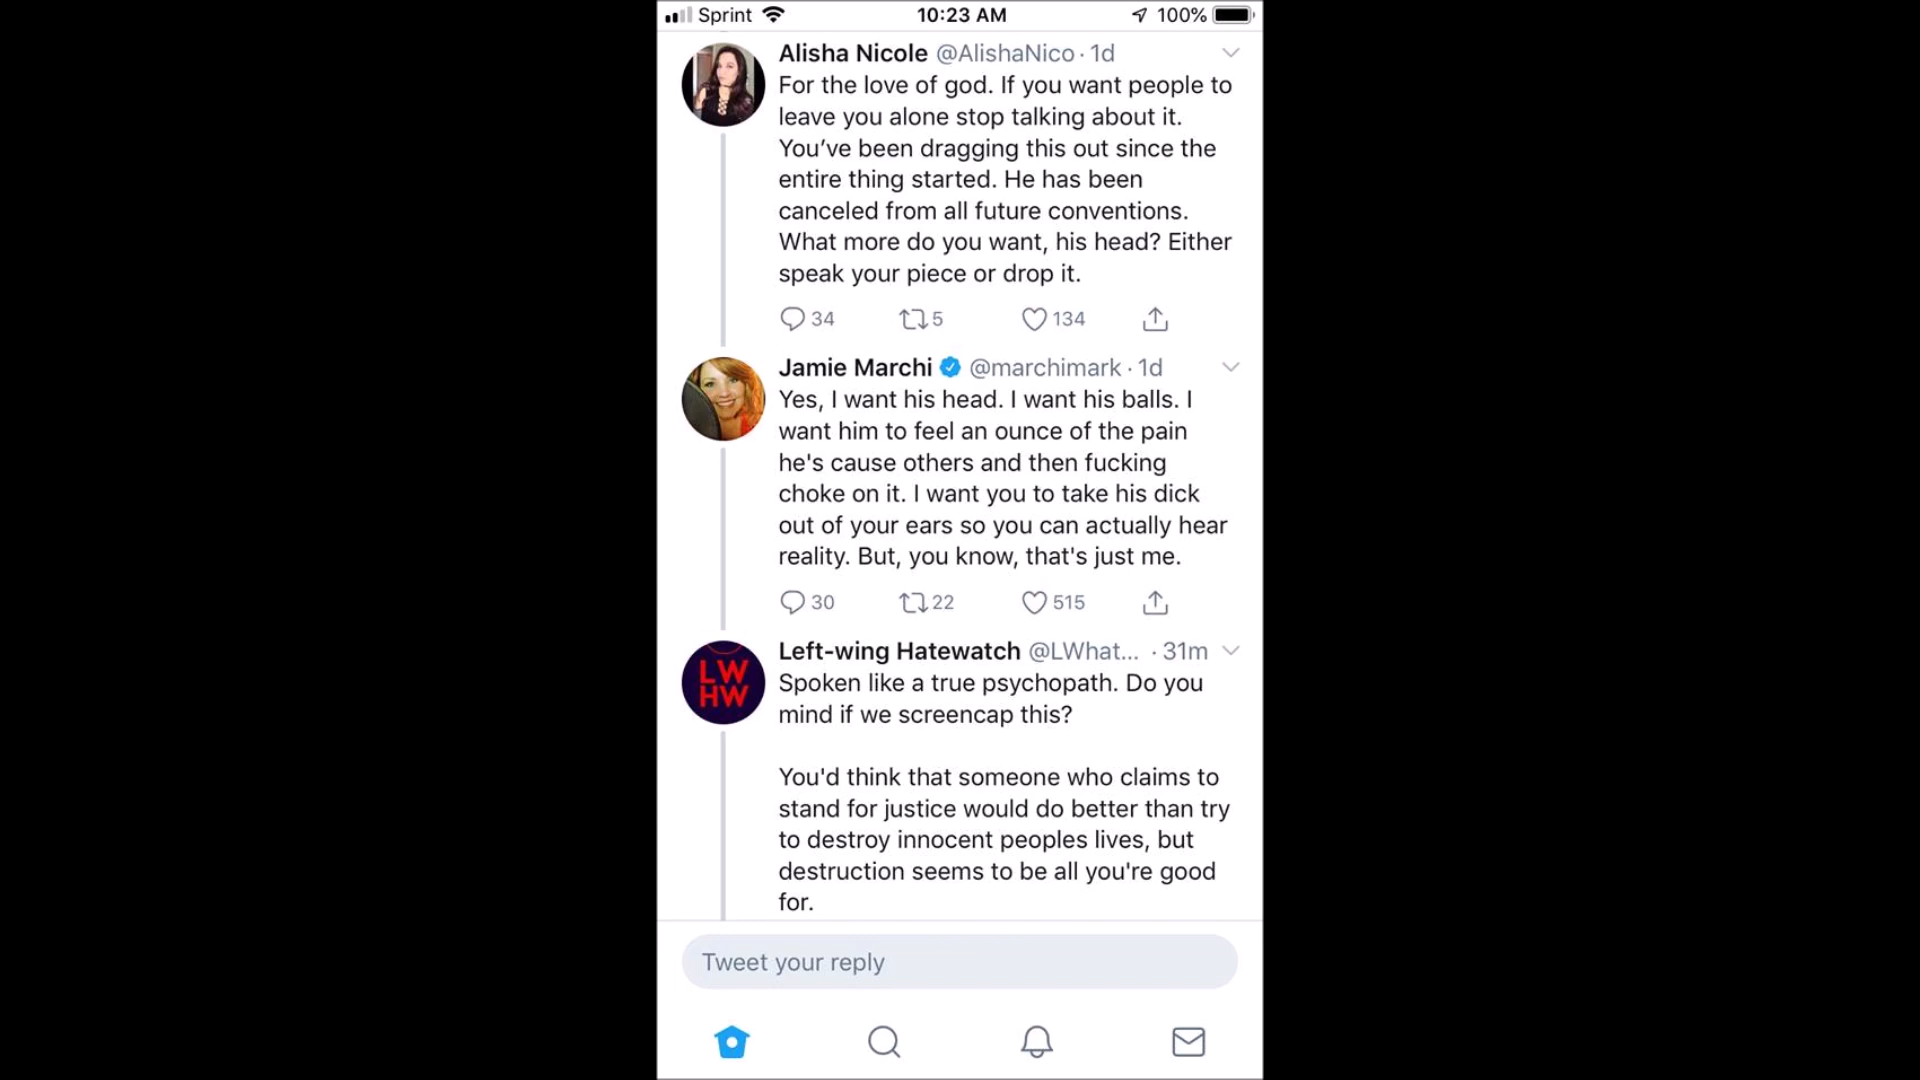 Sprint 10:23 AM 100%
Alisha Nicole @AlishaNico · 1d
For the love of god. If you want people to
leave you alone stop talking about it.
You’ve been dragging this out since the
entire thing started. He has been
canceled from all future conventions.
What more do you want, his head? Either
speak your piece or drop it.
34 5 134
Jamie Marchi @marchimark · 1d
Yes, I want his head. I want his balls. I
want him to feel an ounce of the pain
he's cause others and then fucking
choke on it. I want you to take his dick
out of your ears so you can actually hear
reality. But, you know, that's just me.
30 22 515
LW
HW
Left-wing Hatewatch @LWhat... · 31m
Spoken like a true psychopath. Do you
mind if we screencap this?
You'd think that someone who claims to
stand for justice would do better than try
to destroy innocent peoples lives, but
destruction seems to be all you're good
for.
Tweet your reply